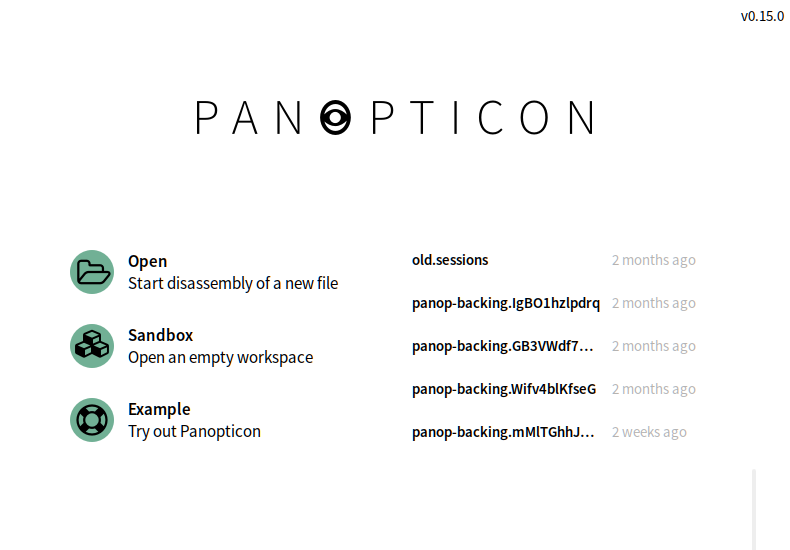 v0.15.0
PANOPTICON
Open
Start disassembly of a new file
Sandbox
Open an empty workspace
Example
Try out Panopticon
old.sessions 2 months ago
panop-backing.IgBO1hzlpdrq 2 months ago
panop-backing.GB3VWdf7... 2 months ago
panop-backing.Wifv4blKfseG 2 months ago
panop-backing.mMlTGhhJ... 2 weeks ago